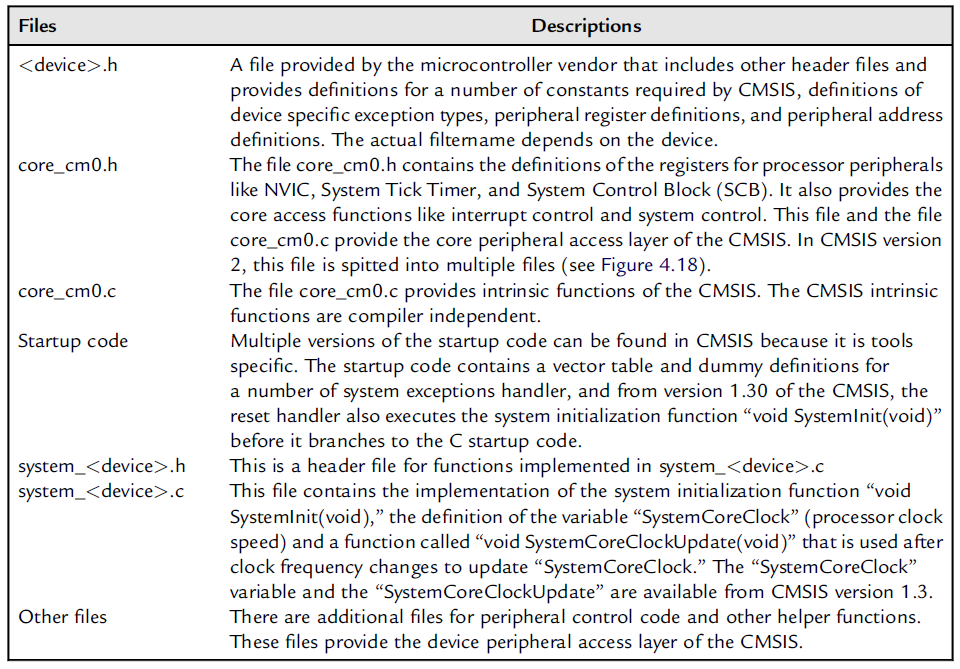 Files Descriptions
<device>.h A file provided by the microcontroller vendor that includes other header files and
provides definitions for a number of constants required by CMSIS, definitions of
device specific exception types, peripheral register definitions, and peripheral address
definitions. The actual filtername depends on the device.
core_cm0.h The file core_cm0.h contains the definitions of the registers for processor peripherals
like NVIC, System Tick Timer, and System Control Block (SCB). It also provides the
core access functions like interrupt control and system control. This file and the file
core_cm0.c provide the core peripheral access layer of the CMSIS. In CMSIS version
2, this file is spitted into multiple files (see Figure 4.18).
core_cm0.c The file core_cm0.c provides intrinsic functions of the CMSIS. The CMSIS intrinsic
functions are compiler independent.
Startup code Multiple versions of the startup code can be found in CMSIS because it is tools
specific. The startup code contains a vector table and dummy definitions for
a number of system exceptions handler, and from version 1.30 of the CMSIS, the
reset handler also executes the system initialization function “void SystemInit(void)”
before it branches to the C startup code.
system_<device>.h This is a header file for functions implemented in system_<device>.c
system_<device>.c This file contains the implementation of the system initialization function “void
SystemInit(void),” the definition of the variable “SystemCoreClock” (processor clock
speed) and a function called “void SystemCoreClockUpdate(void)” that is used after
clock frequency changes to update “SystemCoreClock.” The “SystemCoreClock”
variable and the “SystemCoreClockUpdate” are available from CMSIS version 1.3.
Other files There are additional files for peripheral control code and other helper functions.
These files provide the device peripheral access layer of the CMSIS.